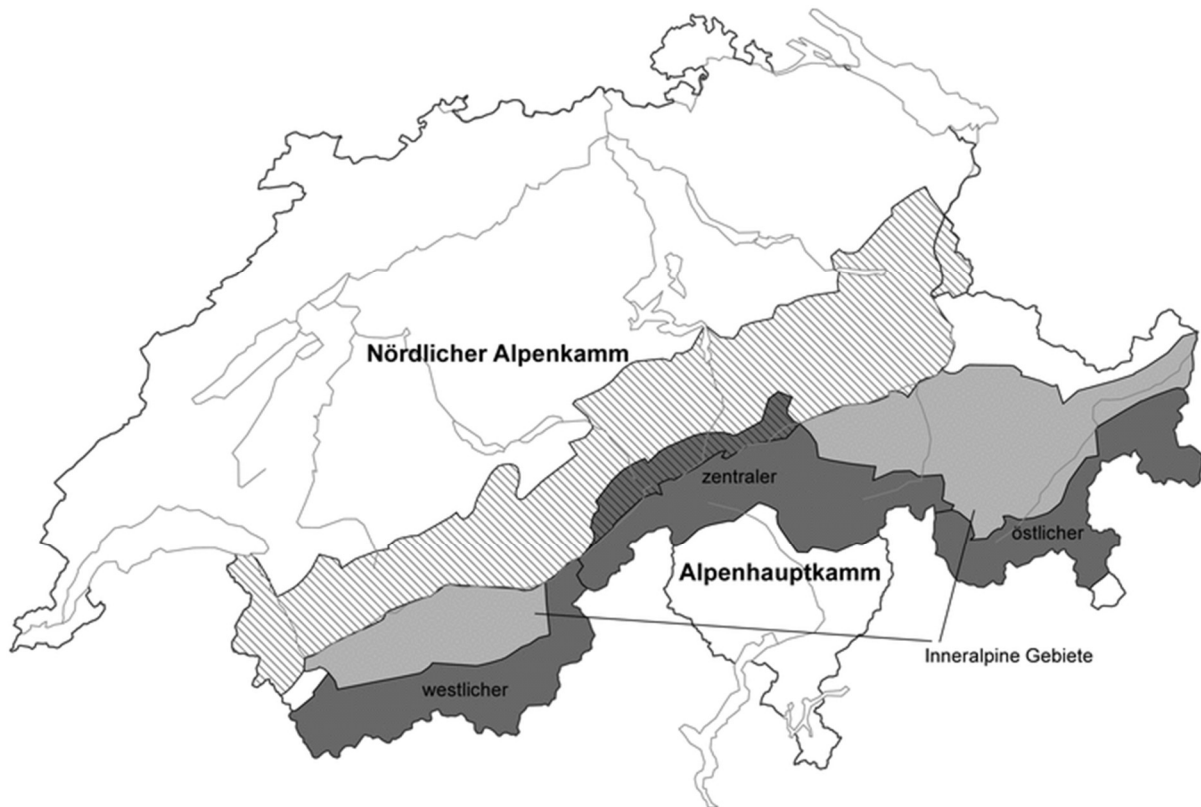 Nördlicher Alpenkamm
zentraler
östlicher
Alpenhauptkamm
Inneralpine Gebiete
westlicher